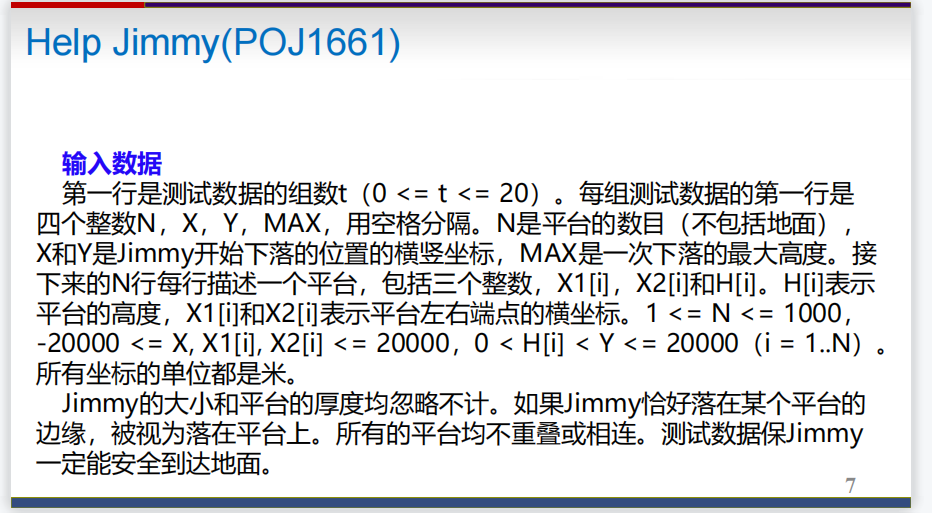 Help Jimmy(POJ1661)
输入数据
第一行是测试数据的组数t（0 <= t <= 20）。每组测试数据的第一行是
四个整数N，X，Y，MAX，用空格分隔。N是平台的数目（不包括地面），
X和Y是Jimmy开始下落的位置的横竖坐标，MAX是一次下落的最大高度。接
下来的N行每行描述一个平台，包括三个整数，X1[i]，X2[i]和H[i]。H[i]表示
平台的高度，X1[i]和X2[i]表示平台左右端点的横坐标。1 <= N <= 1000，
-20000 <= X, X1[i], X2[i] <= 20000，0 < H[i] < Y <= 20000（i = 1..N）。
所有坐标的单位都是米。
Jimmy的大小和平台的厚度均忽略不计。如果Jimmy恰好落在某个平台的
边缘，被视为落在平台上。所有的平台均不重叠或相连。测试数据保Jimmy
一定能安全到达地面。
7